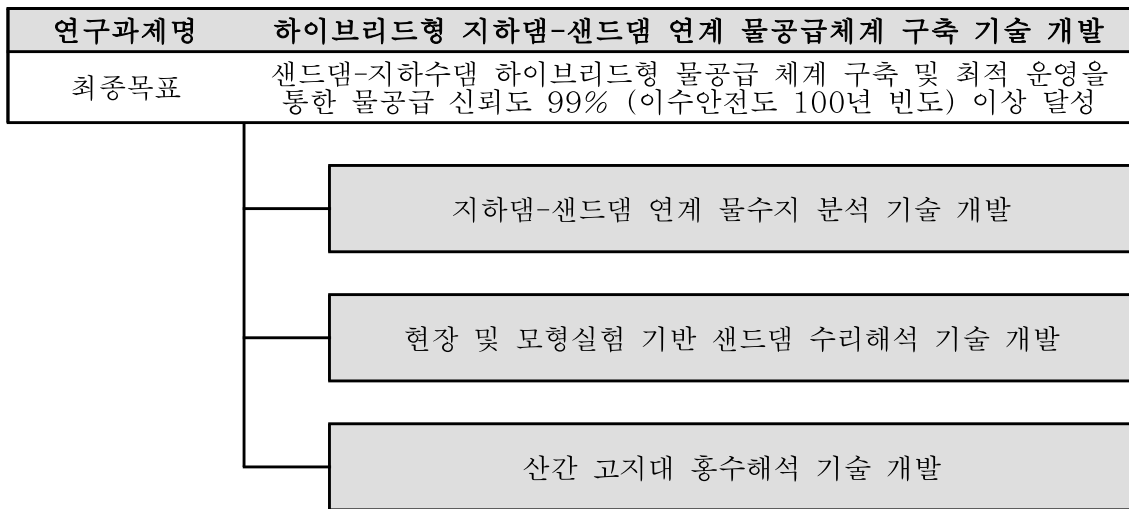 연구과제명 하이브리드형 지하댐-샌드댐 연계 물공급체계 구축 기술 개발
최종목표
샌드댐-지하수댐 하이브리드형 물공급 체계 구축 및 최적 운영을
통한 물공급 신뢰도 99% (이수안전도 100년 빈도) 이상 달성
지하댐-샌드댐 연계 물수지 분석 기술 개발
현장 및 모형실험 기반 샌드댐 수리해석 기술 개발
산간 고지대 홍수해석 기술 개발